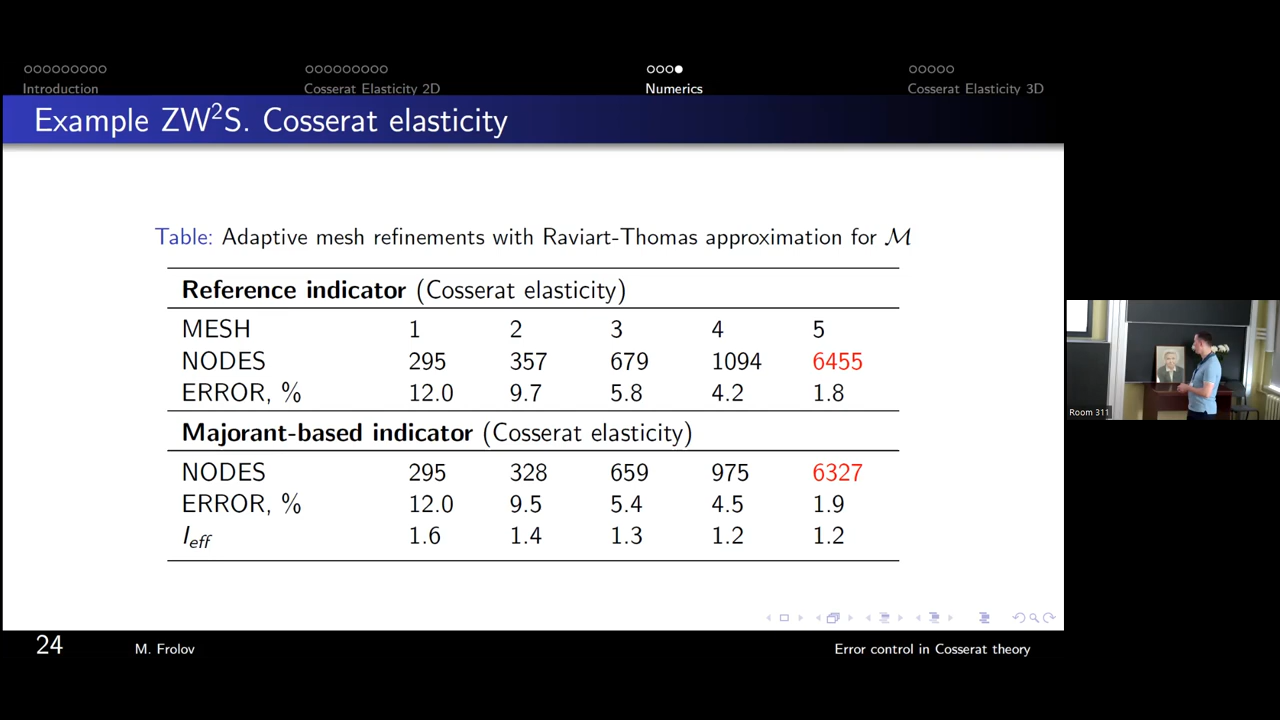 Introduction
Cosserat Elasticity 2D
Numerics
Cosserat Elasticity 3D
Example ZW²S. Cosserat elasticity
Table: Adaptive mesh refinements with Raviart-Thomas approximation for ℳ
Reference indicator (Cosserat elasticity)
MESH 1 2 3 4 5
NODES 295 357 679 1094 6455
ERROR, % 12.0 9.7 5.8 4.2 1.8
Majorant-based indicator (Cosserat elasticity)
NODES 295 328 659 975 6327
ERROR, % 12.0 9.5 5.4 4.5 1.9
I_eff 1.6 1.4 1.3 1.2 1.2
24 M. Frolov Error control in Cosserat theory
Room 311